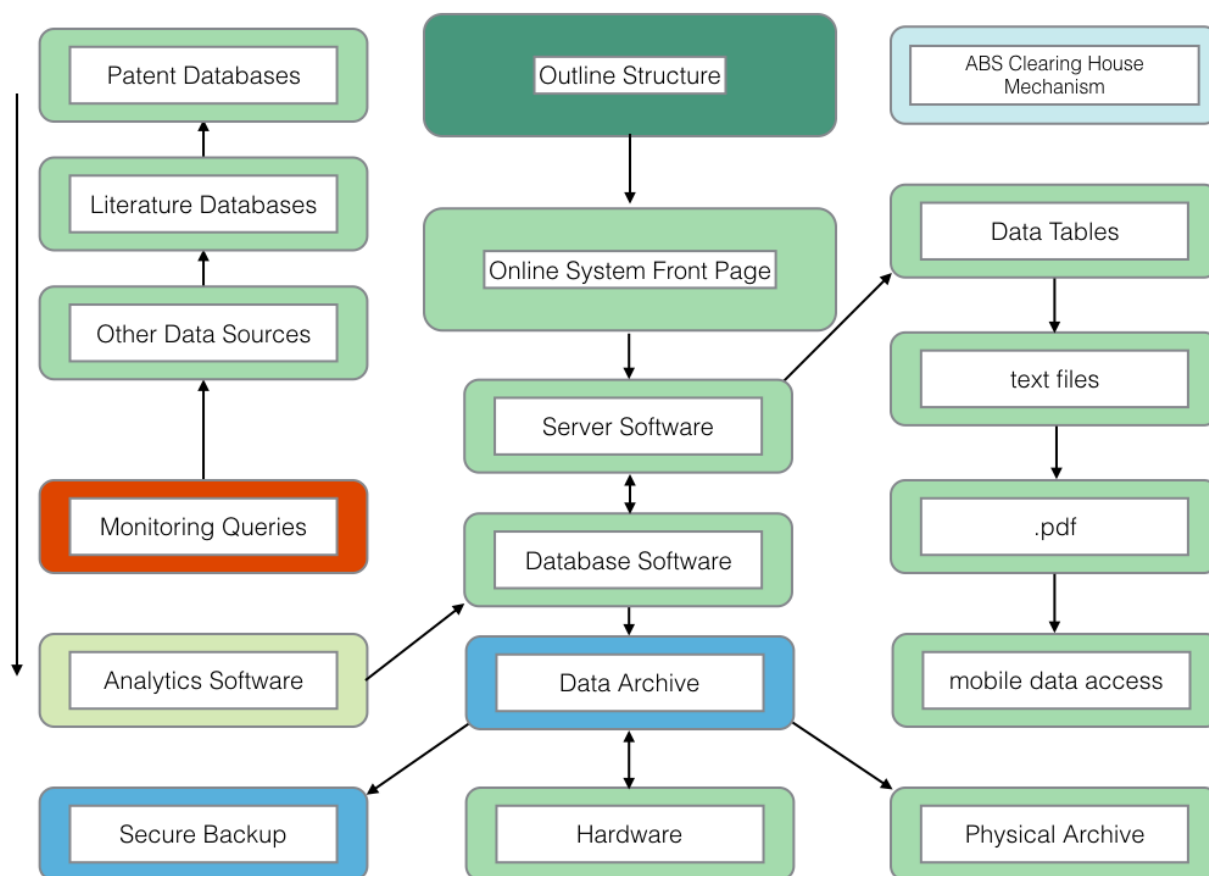 Patent Databases
Outline Structure
ABS Clearing House
Mechanism
Literature Databases
Data Tables
Online System Front Page
Other Data Sources
text files
Server Software
Monitoring Queries
.pdf
Database Software
Analytics Software
Data Archive
mobile data access
Secure Backup
Hardware
Physical Archive